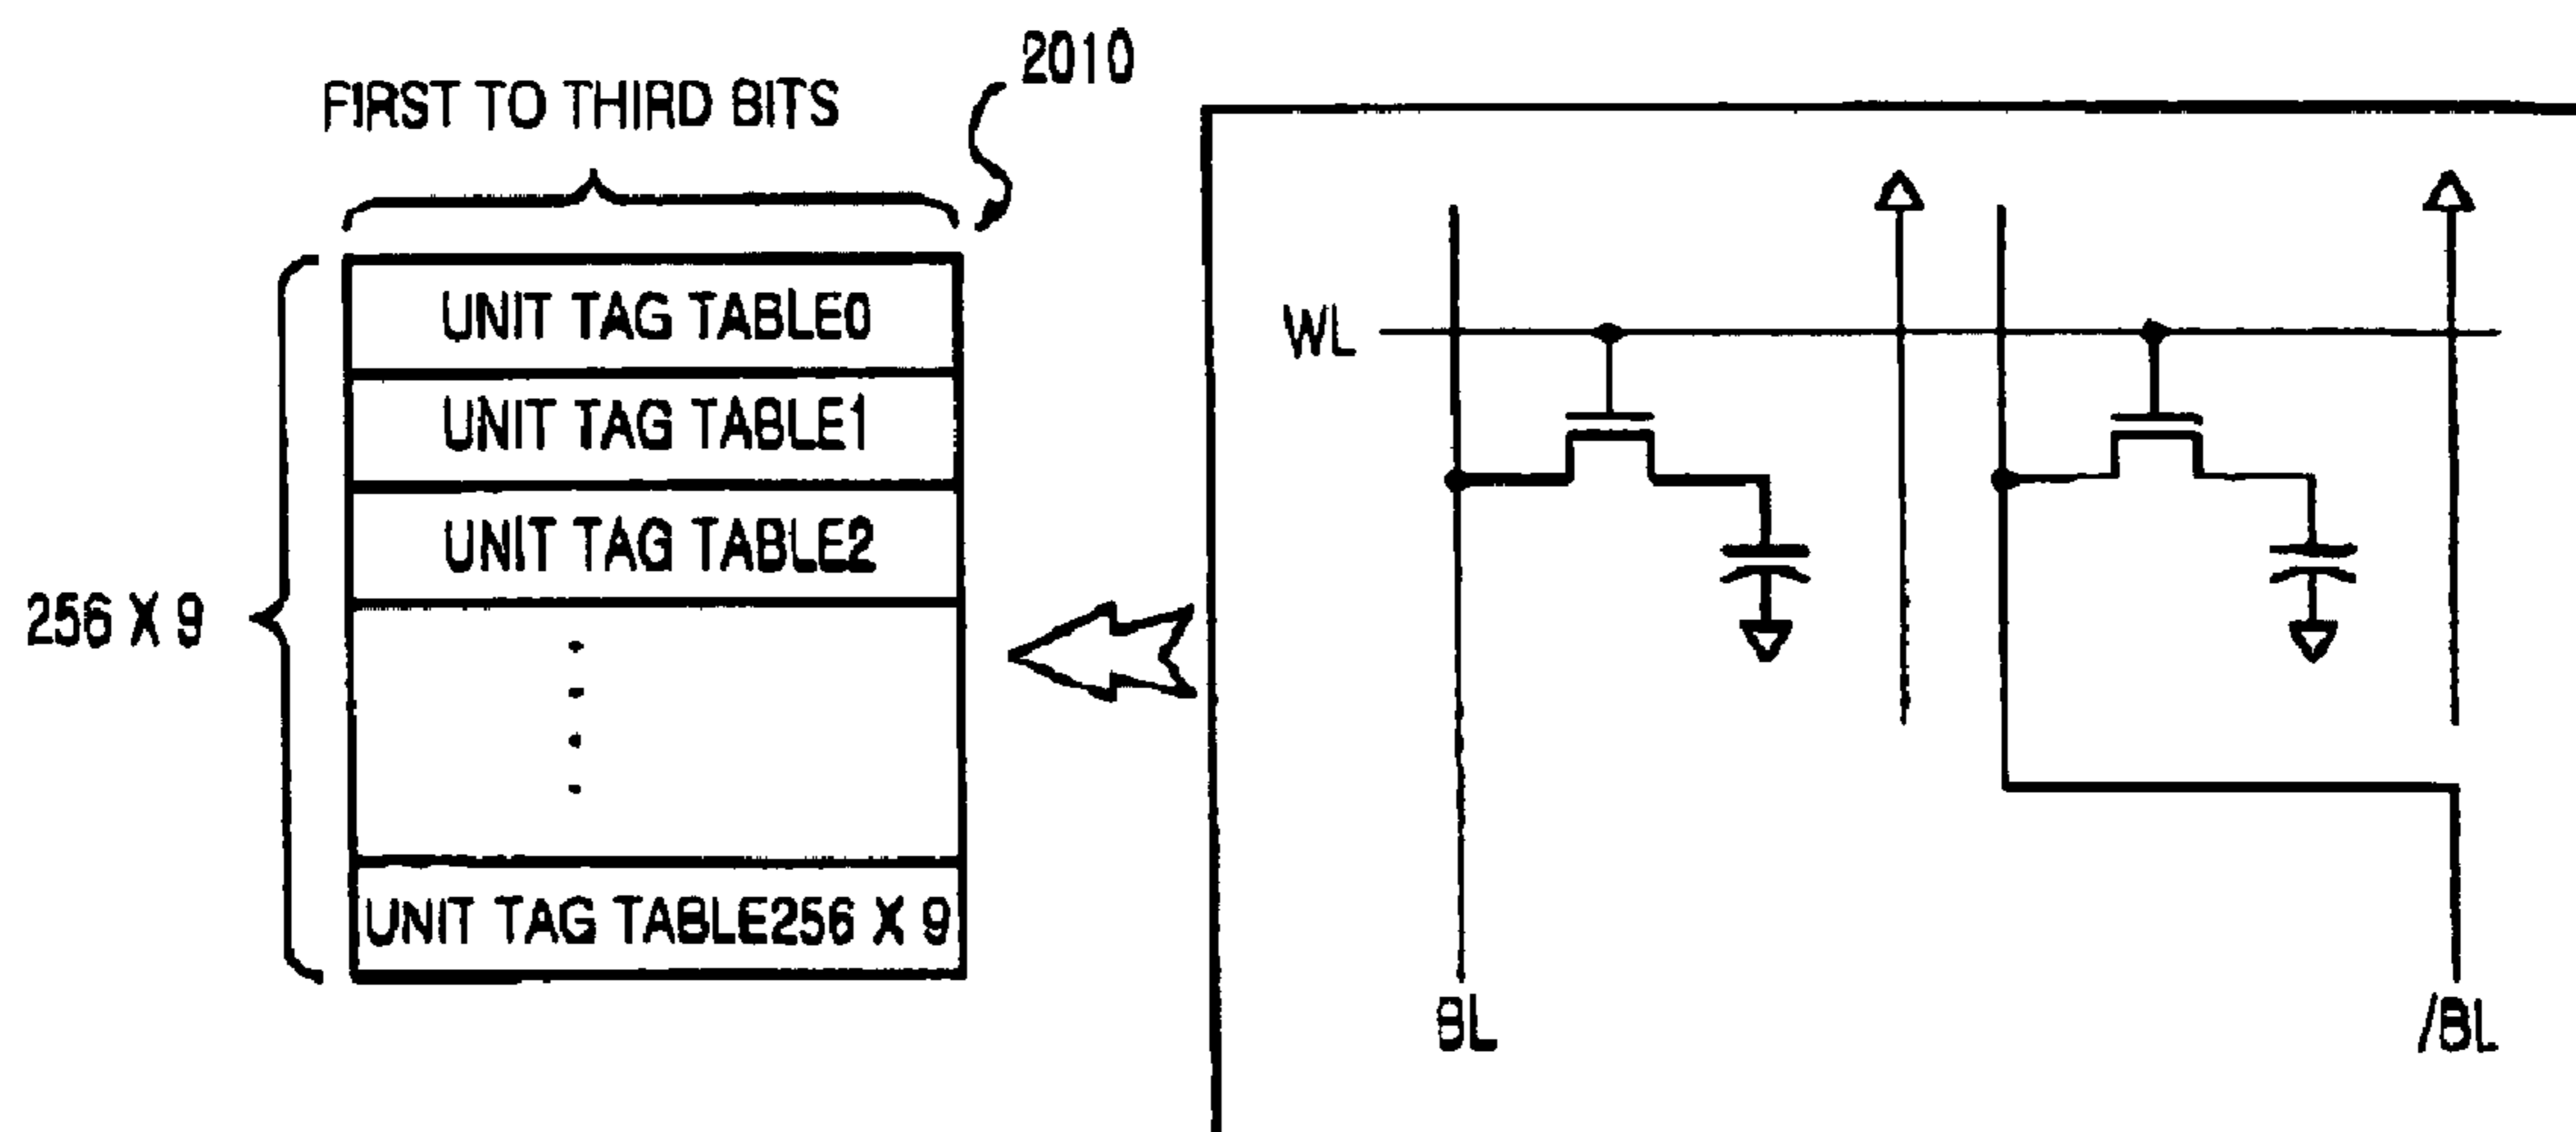 2010
FIRST TO THIRD BITS
UNIT TAG TABLE0
WL
UNIT TAG TABLE1
UNIT TAG TABLE2
256 X 9
UNIT TAG TABLE256 X 9
BL
/BL